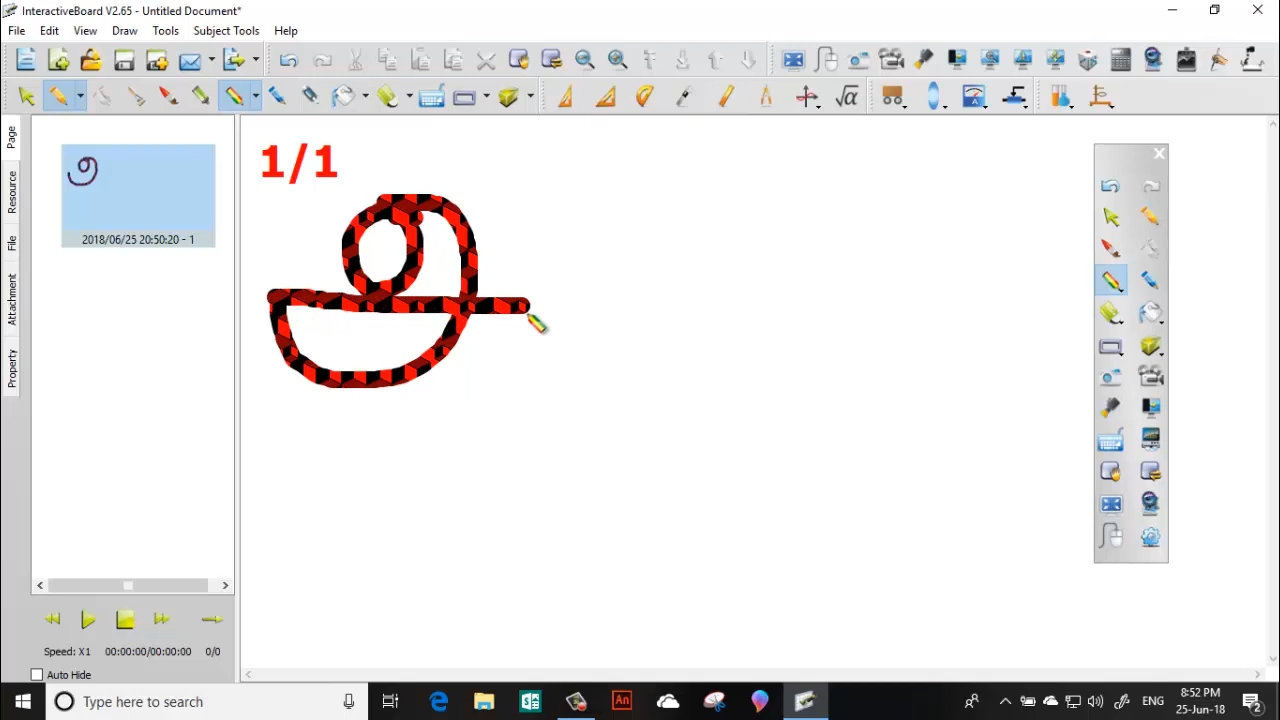 InteractiveBoard V2.65 - Untitled Document*
File Edit View Draw Tools Subject Tools Help
Page
Resource
File
Attachment
Property
2018/06/25 20:50:20 - 1
1/1
Speed: X1 00:00:00/00:00:00 0/0
Auto Hide
Type here to search
An
ENG
8:52 PM
25-Jun-18
2